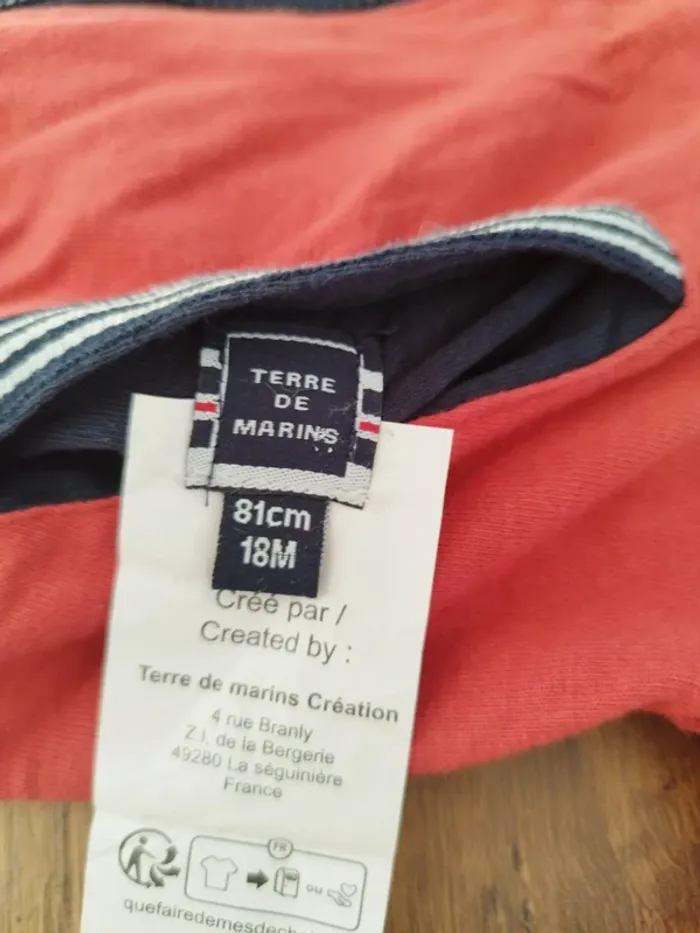 TERRE
DE
MARINS
81cm
18M
Créé par /
Created by :
Terre de marins Création
4 rue Branly
Z.I. de la Bergerie
49280 La séguinière
France
FR
ou
quefairedemesdeche